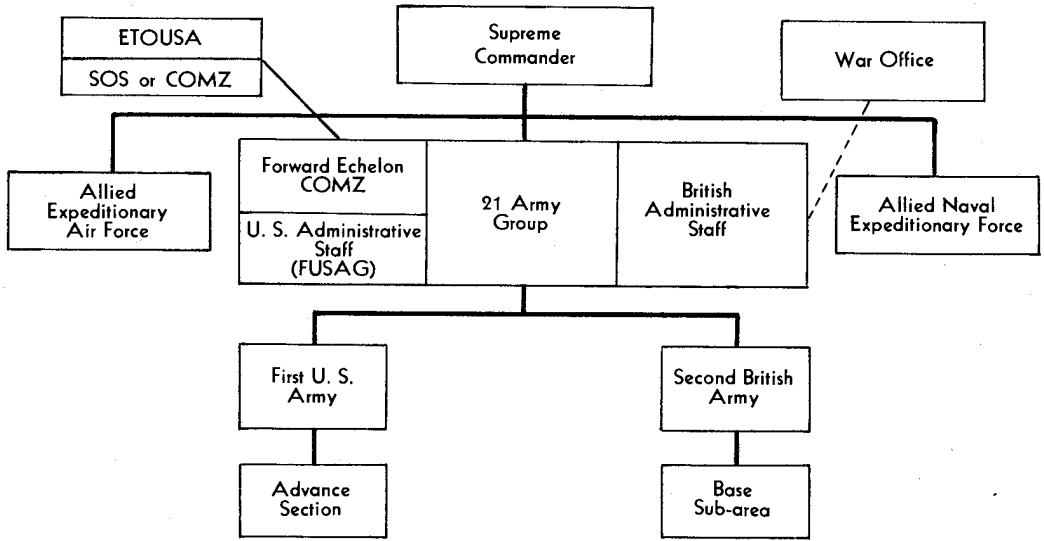 ETOUSA
SOS or COMZ
Supreme
Commander
War Office
Allied
Expeditionary
Air Force
Forward Echelon
COMZ
U. S. Administrative
Staff
(FUSAG)
21 Army
Group
British
Administrative
Staff
Allied Naval
Expeditionary Force
First U. S.
Army
Second British
Army
Advance
Section
Base
Sub-area